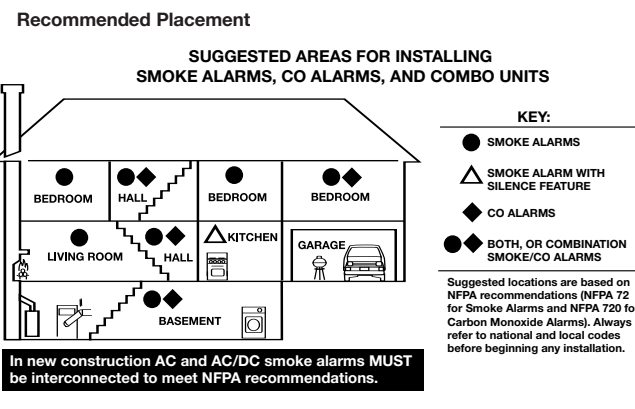 Recommended Placement
SUGGESTED AREAS FOR INSTALLING
SMOKE ALARMS, CO ALARMS, AND COMBO UNITS
BEDROOM
HALL
BEDROOM
BEDROOM
LIVING ROOM
HALL
KITCHEN
GARAGE
BASEMENT
In new construction AC and AC/DC smoke alarms MUST
be interconnected to meet NFPA recommendations.
KEY:
SMOKE ALARMS
SMOKE ALARM WITH
SILENCE FEATURE
CO ALARMS
BOTH, OR COMBINATION
SMOKE/CO ALARMS
Suggested locations are based on
NFPA recommendations (NFPA 72
for Smoke Alarms and NFPA 720 fo
Carbon Monoxide Alarms). Always
refer to national and local codes
before beginning any installation.